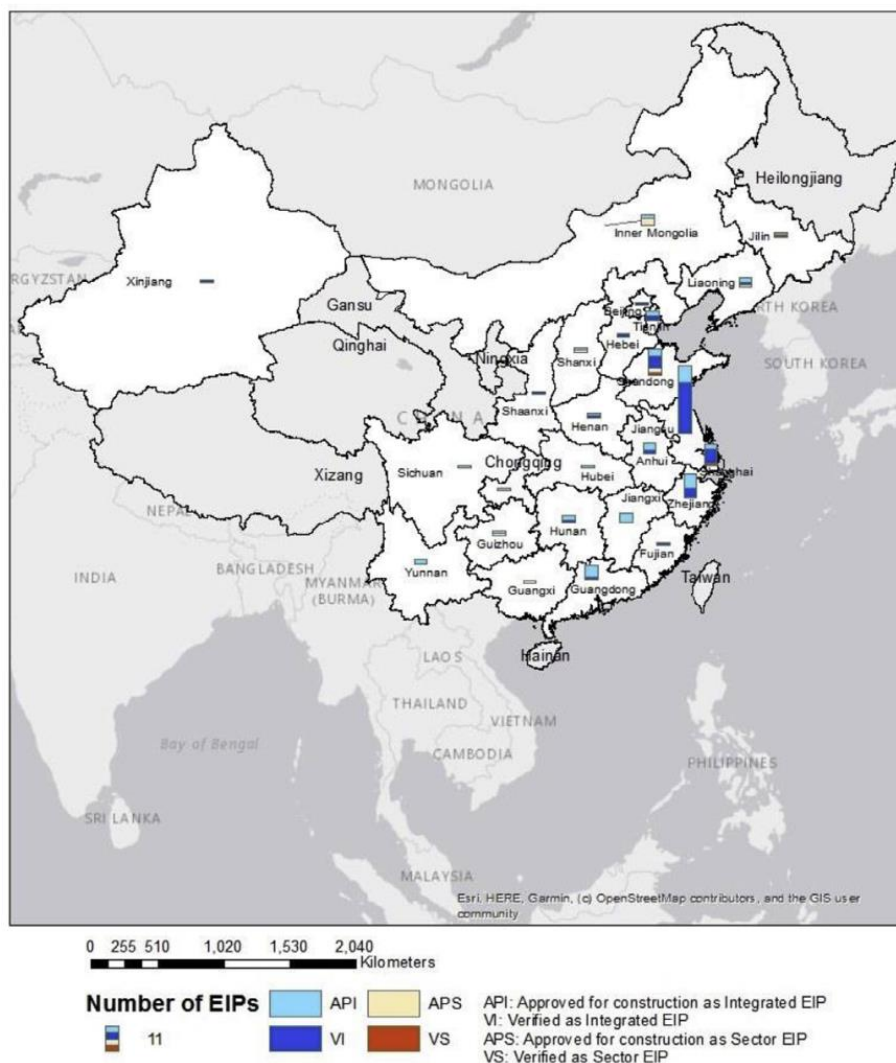 MONGOLIA
Heilongjiang
Inner Mongolia
Jilin
Xinjiang
Liaoning
RGYZSTAN
Gansu
Beijing
RTH KOREA
Tianjin
Qinghai
Hebei
Ningxia
Shanxi
SOUTH KOREA
Shandong
Shaanxi
CHINA
Henan
Jiangsu
Chongqing
Anhui
Xizang
Sichuan
Hubei
Shanghai
Jiangxi
Zhejiang
NEPAL
Hunan
Guizhou
Fujian
BANGLADESH
Yunnan
INDIA
MYANMAR
(BURMA)
Guangxi
Guangdong
Taiwan
LAOS
Hainan
THAILAND
VIETNAM
Bay of Bengal
CAMBODIA
PHILIPPINES
SRI LANKA
MALAYSIA
Esri, HERE, Garmin, (c) OpenStreetMap contributors, and the GIS user
community
0 255 510 1,020 1,530 2,040
Kilometers
Number of EIPs
11
API
APS
VI
VS
API: Approved for construction as Integrated EIP
VI: Verified as Integrated EIP
APS: Approved for construction as Sector EIP
VS: Verified as Sector EIP